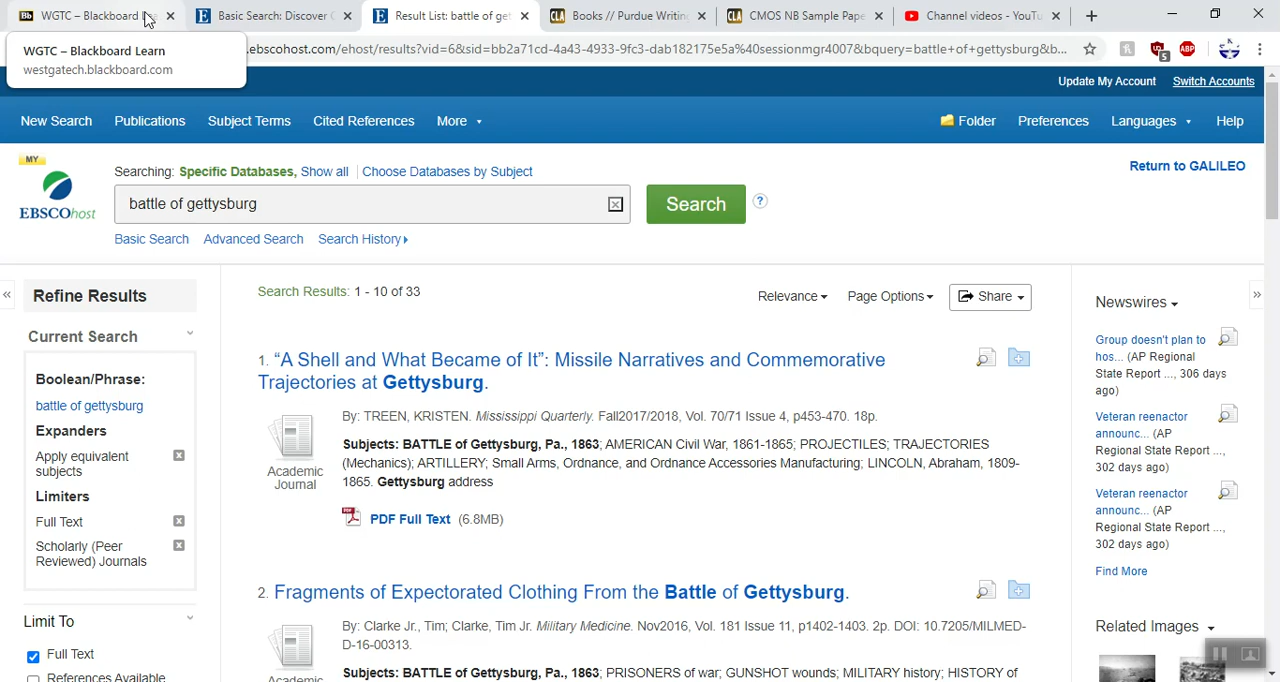 WGTC – Blackboard
Basic Search: Discover
Result List: battle of get
Books // Purdue Writing
CMOS NB Sample Pape
Channel videos - YouTu
WGTC – Blackboard Learn
westgatech.blackboard.com
.ebscohost.com/ehost/results?vid=6&sid=bb2a71cd-4a43-4933-9fc3-dab182175e5a%40sessionmgr4007&bquery=battle+of+gettysburg&b...
5
ABP
Update My Account Switch Accounts
New Search Publications Subject Terms Cited References More
Folder Preferences Languages Help
MY
EBSCOhost
Searching: Specific Databases, Show all Choose Databases by Subject
Return to GALILEO
battle of gettysburg
Search
?
Basic Search Advanced Search Search History
Refine Results
Current Search
Boolean/Phrase:
battle of gettysburg
Expanders
Apply equivalent
subjects
Limiters
Full Text
Scholarly (Peer
Reviewed) Journals
Limit To
Full Text
References Available
Search Results: 1 - 10 of 33
Relevance Page Options Share
1. “A Shell and What Became of It”: Missile Narratives and Commemorative
Trajectories at Gettysburg.
Academic
Journal
By: TREEN, KRISTEN. Mississippi Quarterly. Fall2017/2018, Vol. 70/71 Issue 4, p453-470. 18p.
Subjects: BATTLE of Gettysburg, Pa., 1863; AMERICAN Civil War, 1861-1865; PROJECTILES; TRAJECTORIES
(Mechanics); ARTILLERY; Small Arms, Ordnance, and Ordnance Accessories Manufacturing; LINCOLN, Abraham, 1809-
1865. Gettysburg address
PDF Full Text (6.8MB)
2. Fragments of Expectorated Clothing From the Battle of Gettysburg.
Academic
By: Clarke Jr., Tim; Clarke, Tim Jr. Military Medicine. Nov2016, Vol. 181 Issue 11, p1402-1403. 2p. DOI: 10.7205/MILMED-
D-16-00313.
Subjects: BATTLE of Gettysburg, Pa., 1863; PRISONERS of war; GUNSHOT wounds; MILITARY history; HISTORY of
Newswires
Group doesn't plan to
hos... (AP Regional
State Report ..., 306 days
ago)
Veteran reenactor
announc... (AP
Regional State Report ...,
302 days ago)
Veteran reenactor
announc... (AP
Regional State Report ...,
302 days ago)
Find More
Related Images